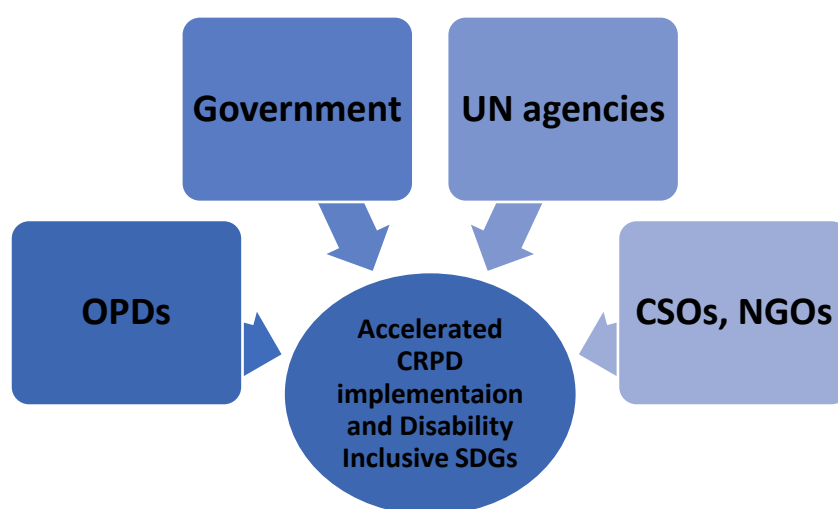 Government
UN agencies
OPDs
CSOs, NGOs
Accelerated
CRPD
implementaion
and Disability
Inclusive SDGs